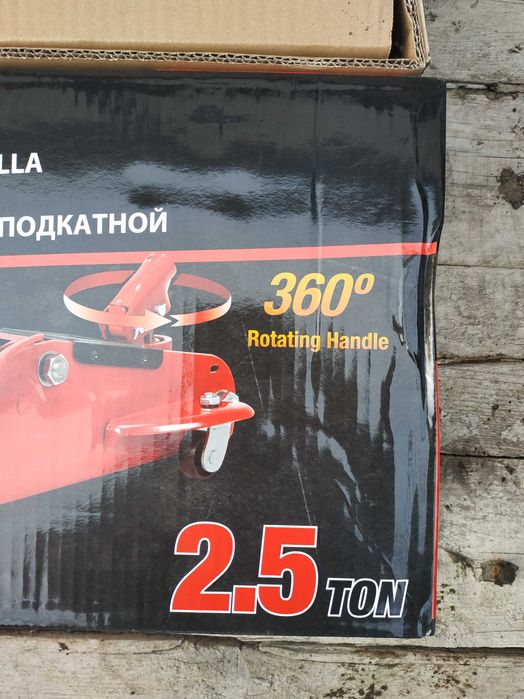 LLA
ПОДКАТНОЙ
360º
Rotating Handle
2.5 TON